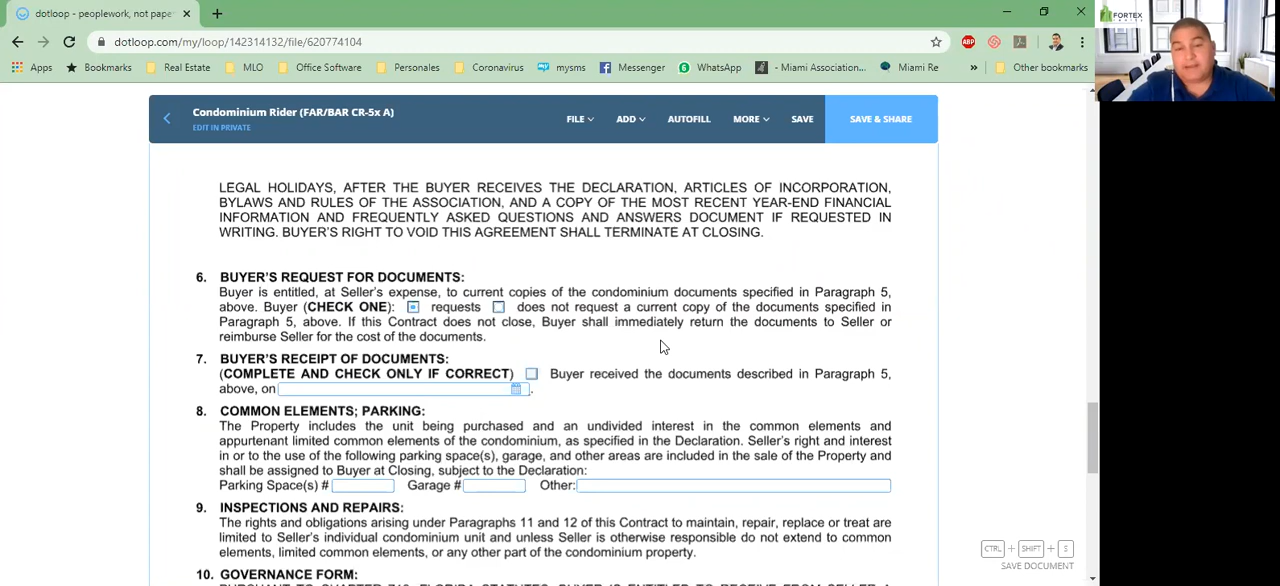 dotloop - peoplework, not pape
dotloop.com/my/loop/142314132/file/620774104
ABP
Apps Bookmarks Real Estate MLO Office Software Personales Coronavirus mysms Messenger WhatsApp - Miami Association... Miami Re » Other bookmarks
FORTEX
Condominium Rider (FAR/BAR CR-5x A)
EDIT IN PRIVATE
FILE ADD AUTOFILL MORE SAVE SAVE & SHARE
LEGAL HOLIDAYS, AFTER THE BUYER RECEIVES THE DECLARATION, ARTICLES OF INCORPORATION,
BYLAWS AND RULES OF THE ASSOCIATION, AND A COPY OF THE MOST RECENT YEAR-END FINANCIAL
INFORMATION AND FREQUENTLY ASKED QUESTIONS AND ANSWERS DOCUMENT IF REQUESTED IN
WRITING. BUYER'S RIGHT TO VOID THIS AGREEMENT SHALL TERMINATE AT CLOSING.
6. BUYER'S REQUEST FOR DOCUMENTS:
Buyer is entitled, at Seller's expense, to current copies of the condominium documents specified in Paragraph 5,
above. Buyer (CHECK ONE): requests does not request a current copy of the documents specified in
Paragraph 5, above. If this Contract does not close, Buyer shall immediately return the documents to Seller or
reimburse Seller for the cost of the documents.
7. BUYER'S RECEIPT OF DOCUMENTS:
(COMPLETE AND CHECK ONLY IF CORRECT) Buyer received the documents described in Paragraph 5,
above, on .
8. COMMON ELEMENTS; PARKING:
The Property includes the unit being purchased and an undivided interest in the common elements and
appurtenant limited common elements of the condominium, as specified in the Declaration. Seller's right and interest
in or to the use of the following parking space(s), garage, and other areas are included in the sale of the Property and
shall be assigned to Buyer at Closing, subject to the Declaration:
Parking Space(s) # Garage # Other:
9. INSPECTIONS AND REPAIRS:
The rights and obligations arising under Paragraphs 11 and 12 of this Contract to maintain, repair, replace or treat are
limited to Seller's individual condominium unit and unless Seller is otherwise responsible do not extend to common
elements, limited common elements, or any other part of the condominium property.
10. GOVERNANCE FORM:
PURSUANT TO CHAPTER 718, FLORIDA STATUTES, BUYER IS ENTITLED TO RECEIVE FROM SELLER A
CTRL + SHIFT + S
SAVE DOCUMENT